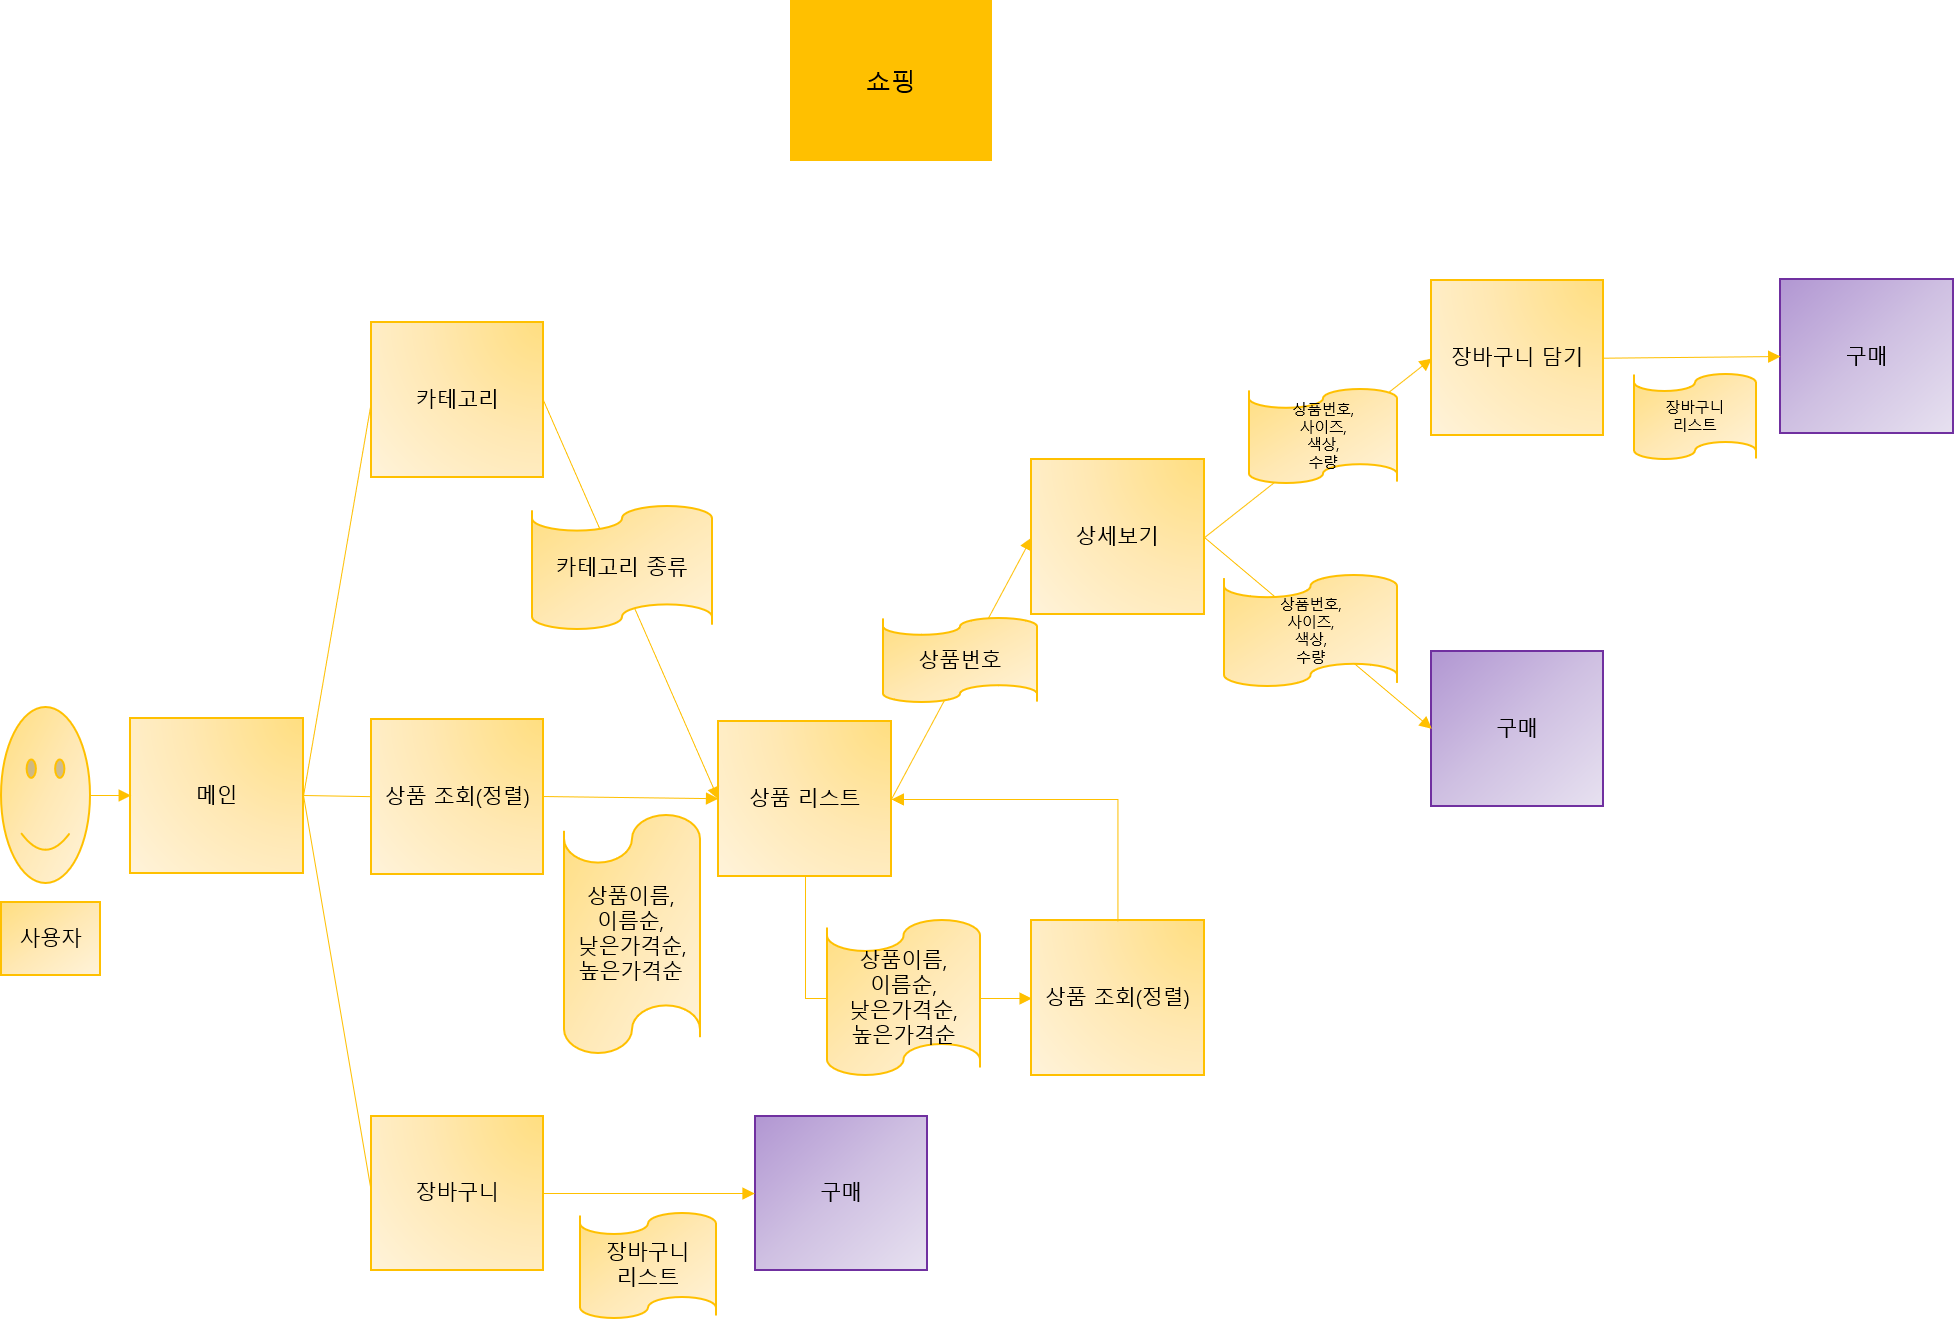 쇼핑
카테고리
카테고리 종류
사용자
메인
상품 조회(정렬)
상품이름,
이름순,
낮은가격순,
높은가격순
상품 리스트
상품번호
상세보기
상품번호,
사이즈,
색상,
수량
장바구니 담기
장바구니
리스트
구매
상품번호,
사이즈,
색상,
수량
구매
상품이름,
이름순,
낮은가격순,
높은가격순
상품 조회(정렬)
장바구니
장바구니
리스트
구매